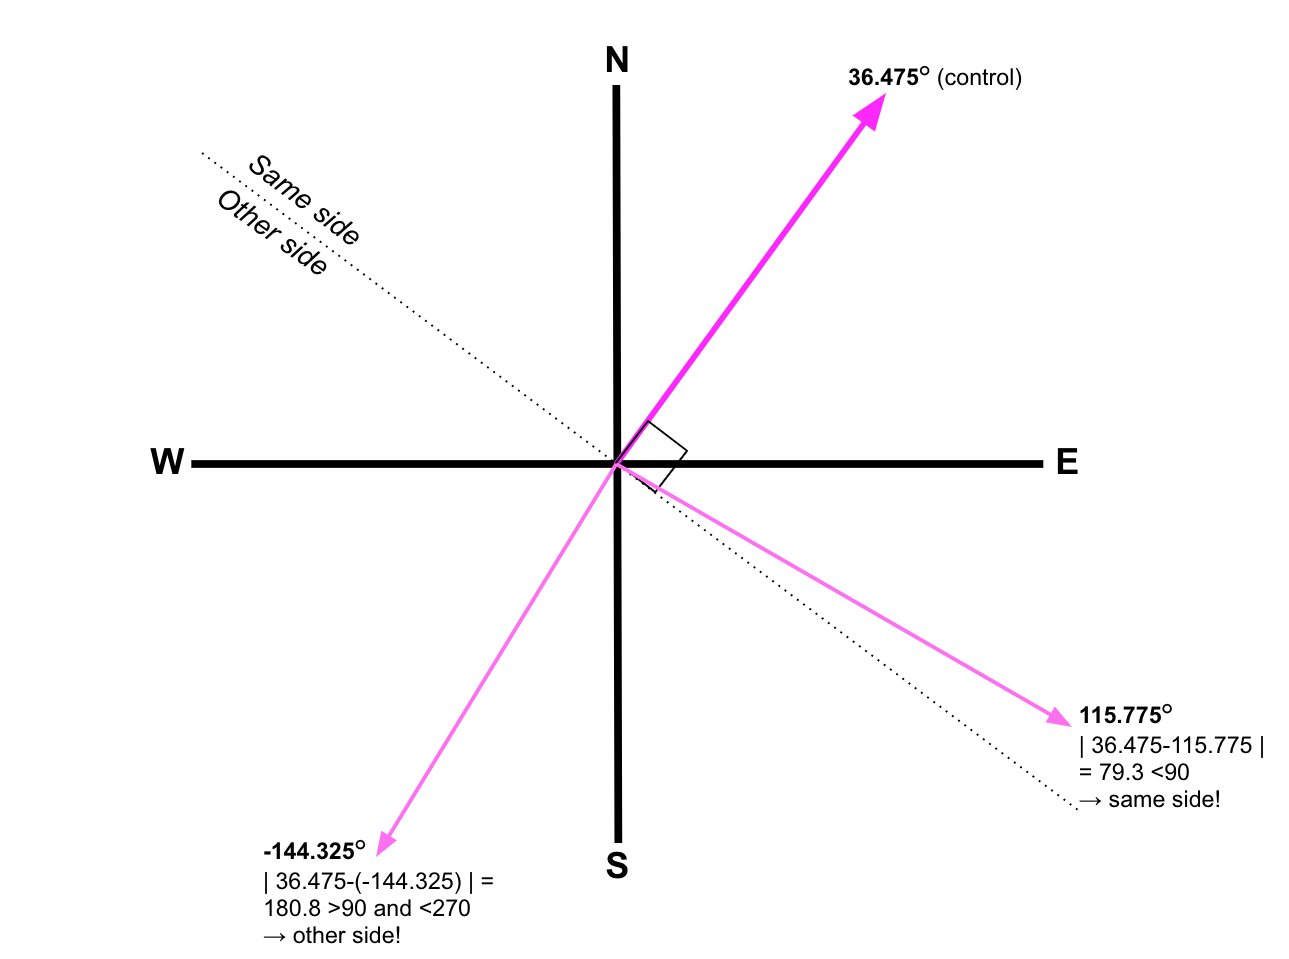 N
36.475° (control)
Same side
Other side
W
E
115.775°
| 36.475-115.775 |
= 79.3 <90
→ same side!
-144.325°
| 36.475-(-144.325) | =
180.8 >90 and <270
→ other side!
S